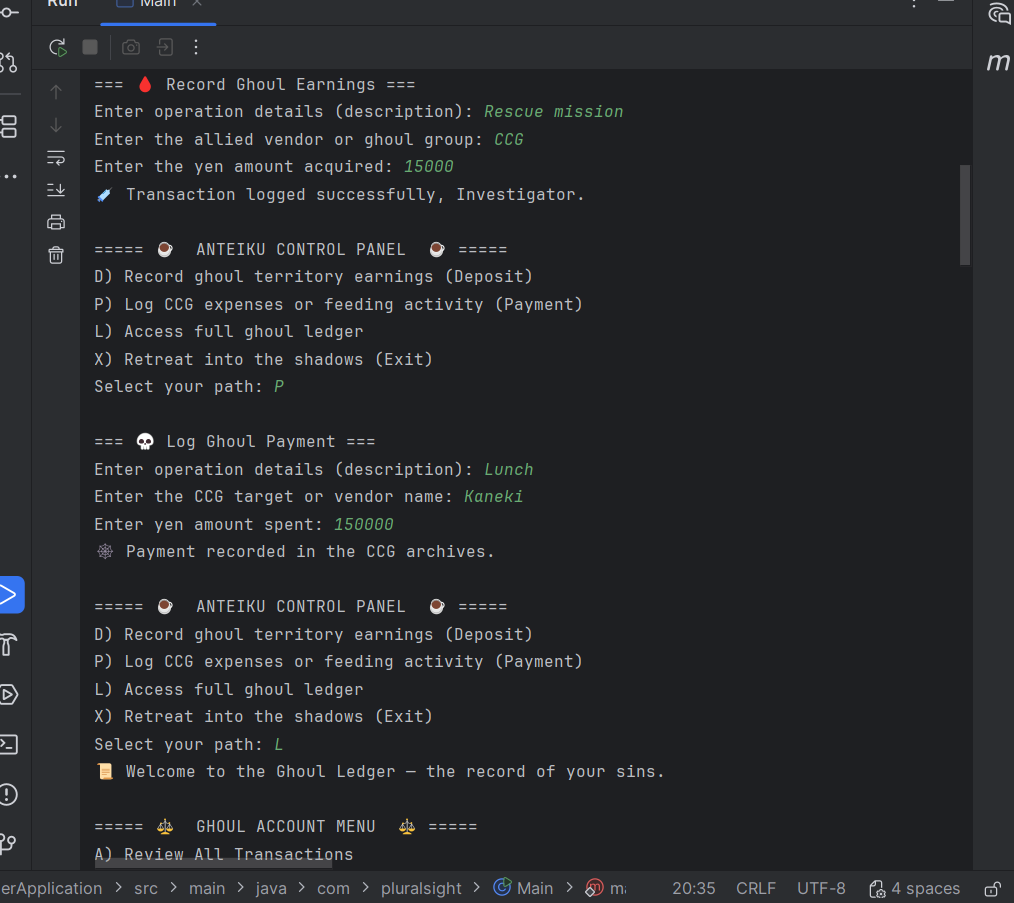 Run Main
=== 🩸 Record Ghoul Earnings ===
Enter operation details (description): Rescue mission
Enter the allied vendor or ghoul group: CCG
Enter the yen amount acquired: 15000
Transaction logged successfully, Investigator.
===== ☕ ANTEIKU CONTROL PANEL ☕ =====
D) Record ghoul territory earnings (Deposit)
P) Log CCG expenses or feeding activity (Payment)
L) Access full ghoul ledger
X) Retreat into the shadows (Exit)
Select your path: P
=== 💀 Log Ghoul Payment ===
Enter operation details (description): Lunch
Enter the CCG target or vendor name: Kaneki
Enter yen amount spent: 150000
🕸 Payment recorded in the CCG archives.
===== ☕ ANTEIKU CONTROL PANEL ☕ =====
D) Record ghoul territory earnings (Deposit)
P) Log CCG expenses or feeding activity (Payment)
L) Access full ghoul ledger
X) Retreat into the shadows (Exit)
Select your path: L
📜 Welcome to the Ghoul Ledger — the record of your sins.
===== ⚖ GHOUL ACCOUNT MENU ⚖ =====
A) Review All Transactions
erApplication > src > main > java > com > pluralsight > Main > 20:35 CRLF UTF-8 4 spaces